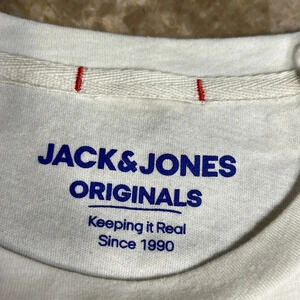 JACK&JONES
ORIGINALS
Keeping it Real
Since 1990